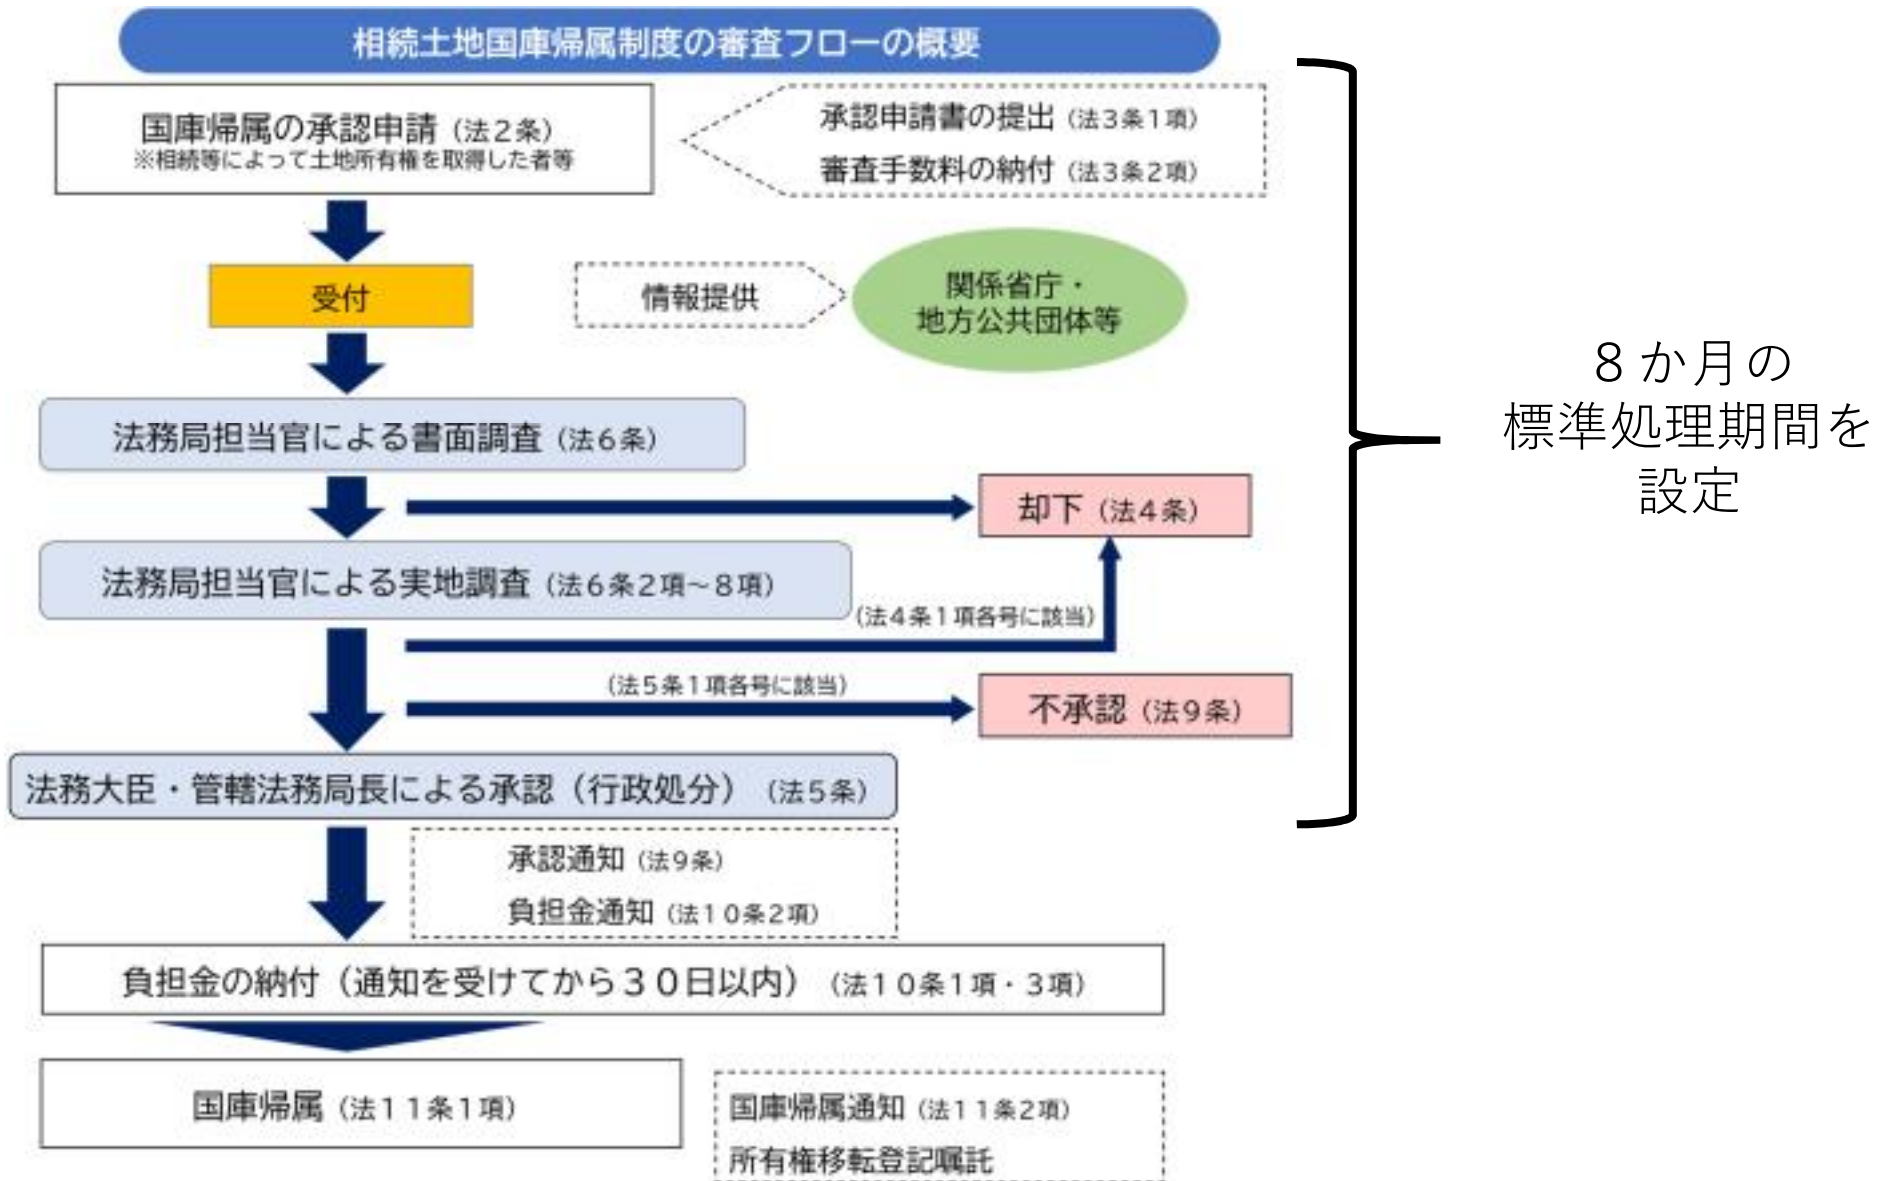 相続土地国庫帰属制度の審査フローの概要
国庫帰属の承認申請（法２条）
※相続等によって土地所有権を取得した者等
承認申請書の提出（法３条１項）
審査手数料の納付（法３条２項）
受付
情報提供
関係省庁・
地方公共団体等
８か月の
標準処理期間を
設定
法務局担当官による書面調査（法６条）
却下（法４条）
法務局担当官による実地調査（法６条２項～８項）
（法４条１項各号に該当）
（法５条１項各号に該当）
不承認（法９条）
法務大臣・管轄法務局長による承認（行政処分）（法５条）
承認通知（法９条）
負担金通知（法１０条２項）
負担金の納付（通知を受けてから３０日以内）（法１０条１項・３項）
国庫帰属（法１１条１項）
国庫帰属通知（法１１条２項）
所有権移転登記嘱託